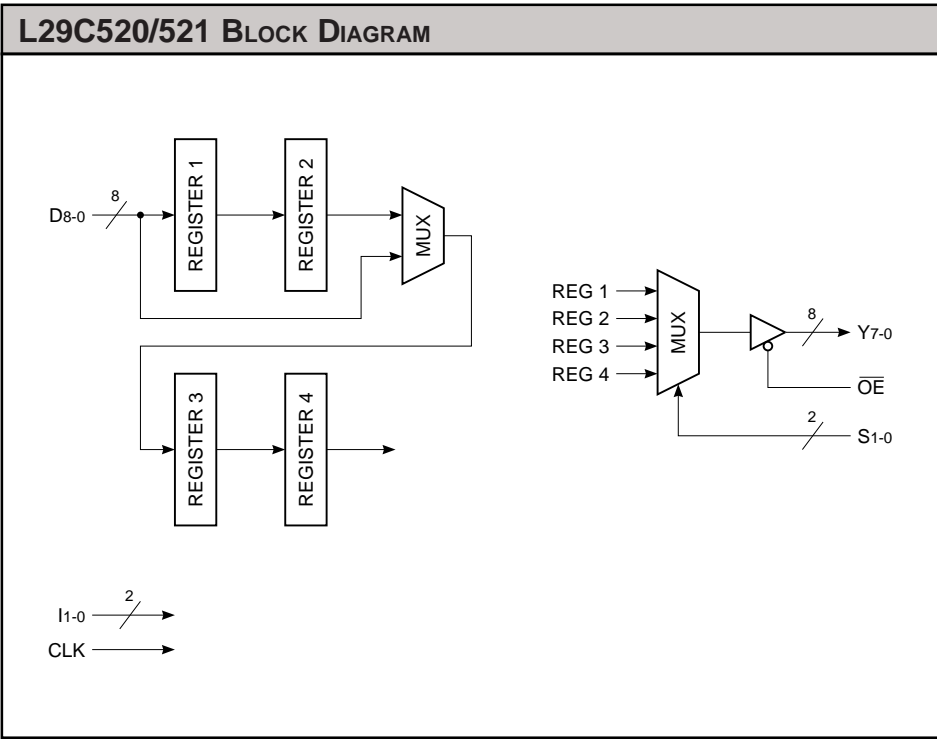 L29C520/521 BLOCK DIAGRAM
D8-0
8
REGISTER 1
REGISTER 2
MUX
REG 1
REG 2
REG 3
REG 4
MUX
8
Y7-0
OE
2
S1-0
REGISTER 3
REGISTER 4
I1-0
2
CLK